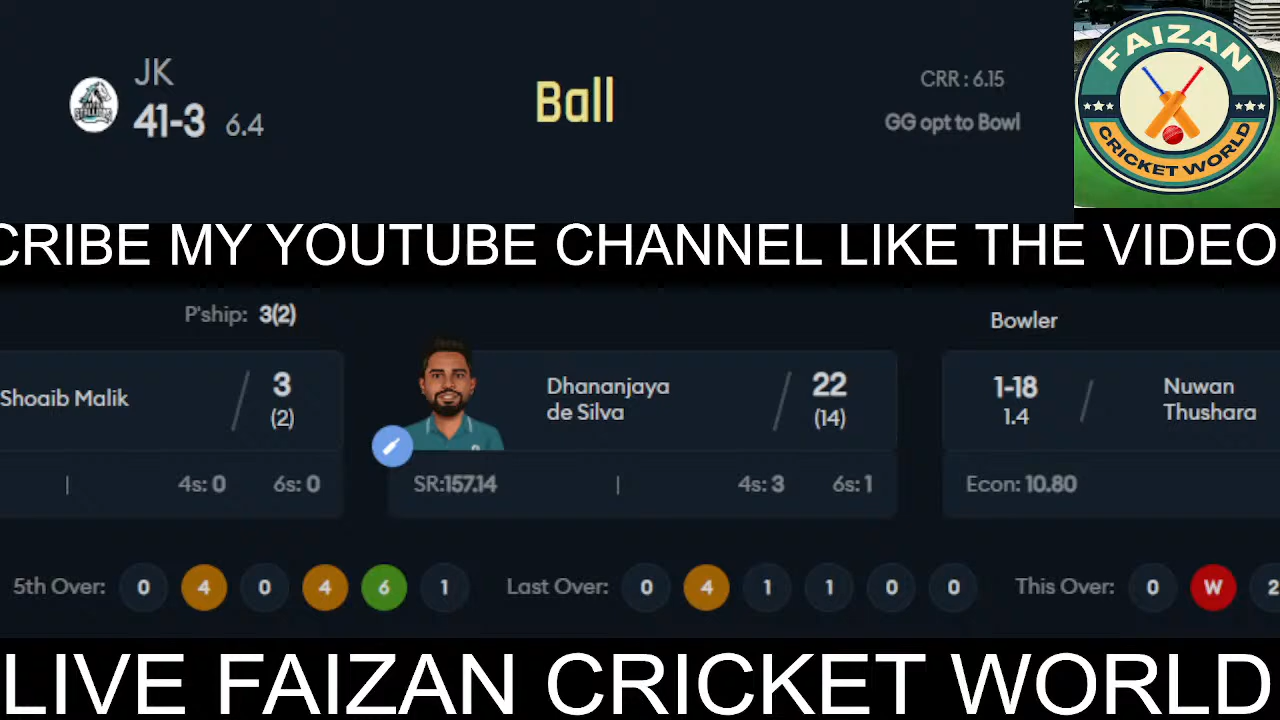 JK
41-3 6.4
Ball
CRR : 6.15
GG opt to Bowl
FAIZAN
CRICKET WORLD
CRIBE MY YOUTUBE CHANNEL LIKE THE VIDEO
P'ship: 3(2)
Bowler
Shoaib Malik
3
(2)
4s: 0 6s: 0
Dhananjaya
de Silva
22
(14)
SR:157.14 | 4s: 3 6s: 1
1-18
1.4
Nuwan
Thushara
Econ: 10.80
5th Over: 0 4 0 4 6 1 Last Over: 0 4 1 1 0 0 This Over: 0 W 2
LIVE FAIZAN CRICKET WORLD